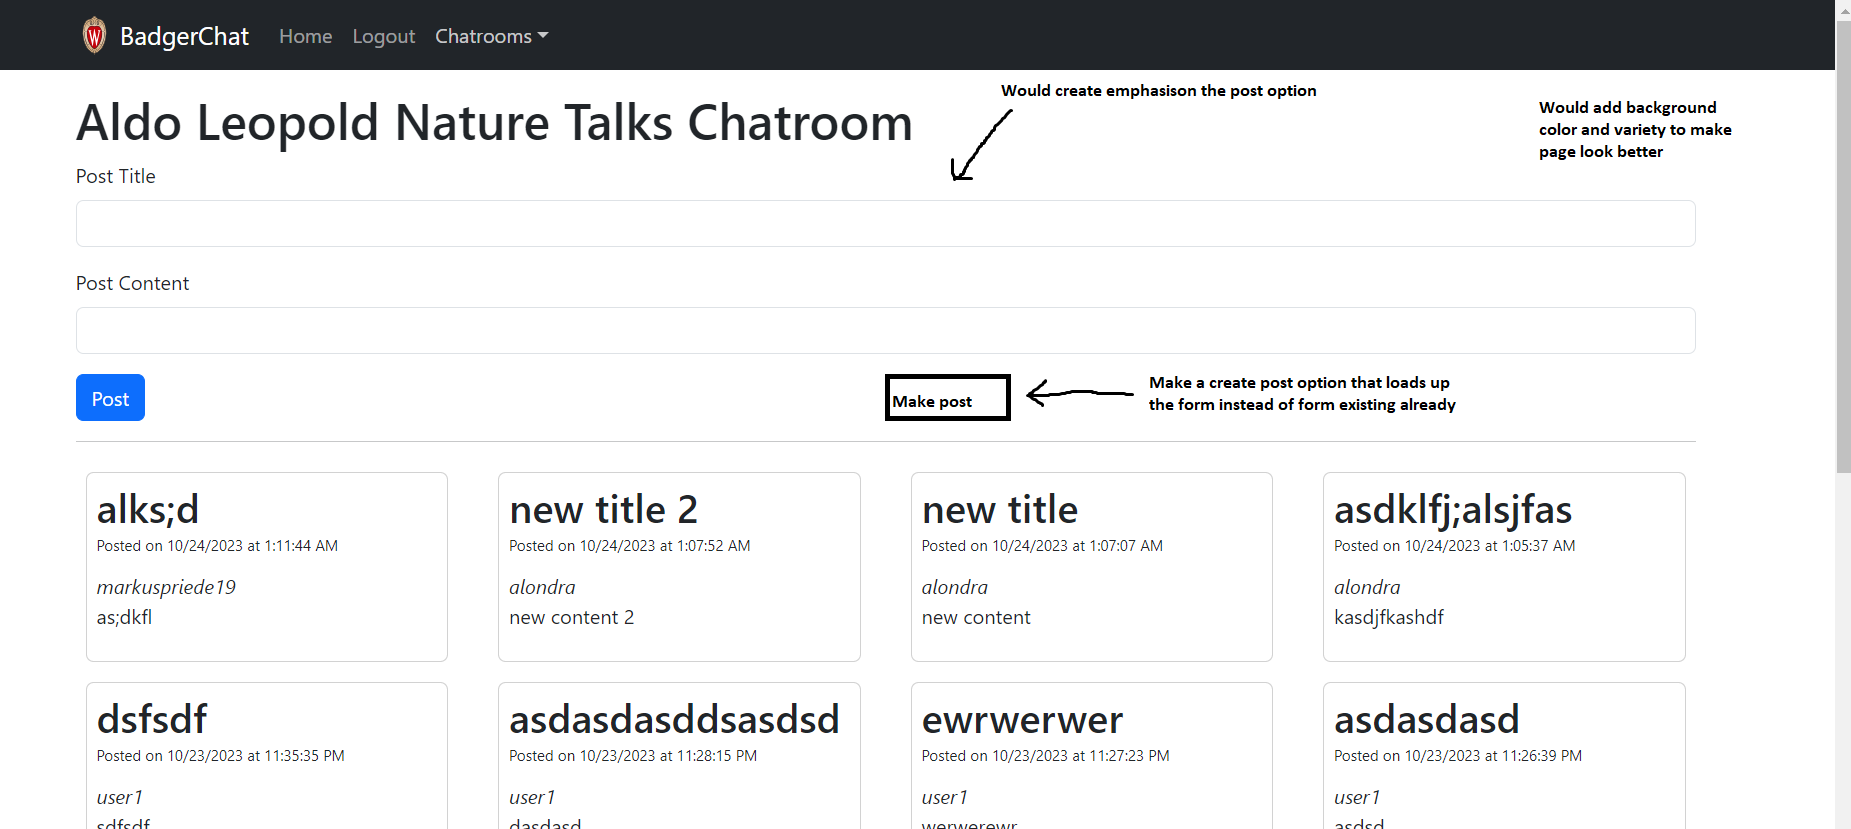 W BadgerChat Home Logout Chatrooms
Would create emphasison the post option
Would add background
color and variety to make
page look better
Aldo Leopold Nature Talks Chatroom
Post Title
Post Content
Post
Make post
Make a create post option that loads up
the form instead of form existing already
alks;d
Posted on 10/24/2023 at 1:11:44 AM
markuspriede19
as;dkfl
new title 2
Posted on 10/24/2023 at 1:07:52 AM
alondra
new content 2
new title
Posted on 10/24/2023 at 1:07:07 AM
alondra
new content
asdklfj;alsjfas
Posted on 10/24/2023 at 1:05:37 AM
alondra
kasdjfkashdf
dsfsdf
Posted on 10/23/2023 at 11:35:35 PM
user1
sdfsdf
asdasdasddsasdsd
Posted on 10/23/2023 at 11:28:15 PM
user1
dasdasd
ewrwerwer
Posted on 10/23/2023 at 11:27:23 PM
user1
werwerewr
asdasdasd
Posted on 10/23/2023 at 11:26:39 PM
user1
asdsd